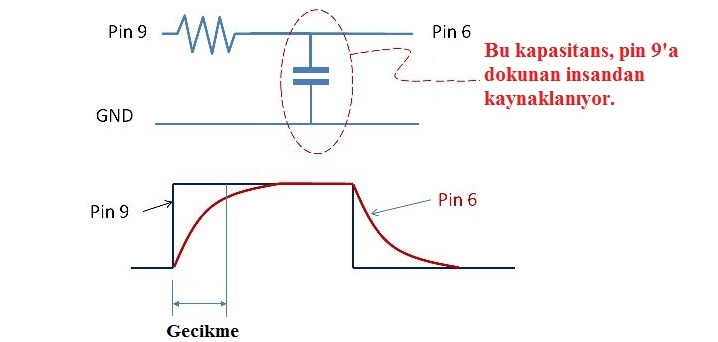 Pin 9
Pin 6
Bu kapasitans, pin 9'a
dokunan insandan
kaynaklanıyor.
GND
Pin 9
Pin 6
Gecikme